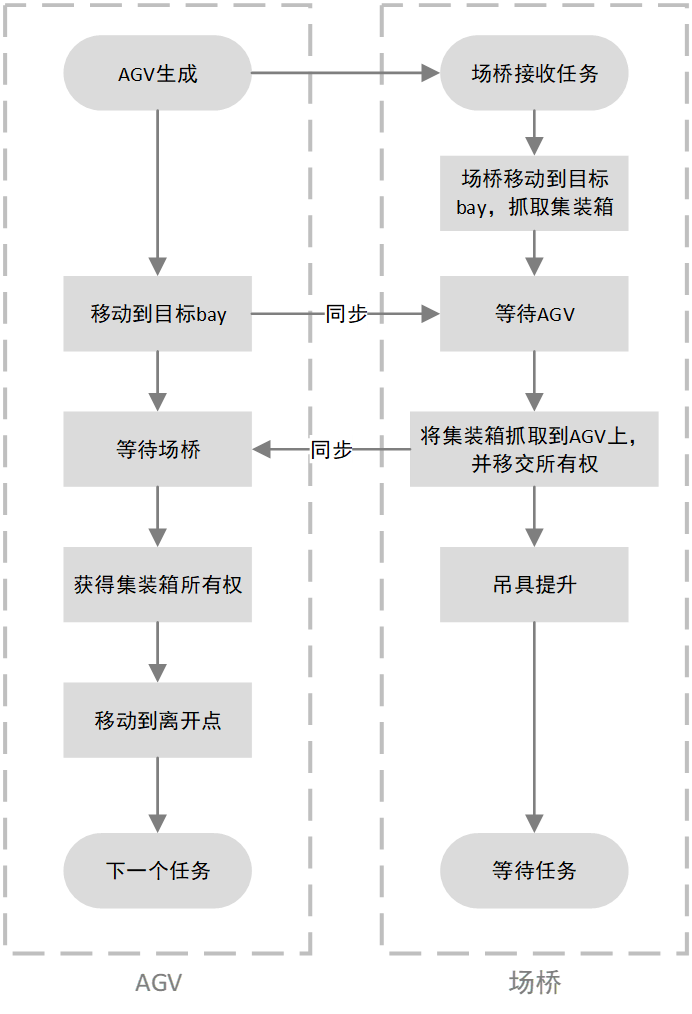 AGV生成
场桥接收任务
场桥移动到目标
bay，抓取集装箱
移动到目标bay
同步
等待AGV
等待场桥
同步
将集装箱抓取到AGV上，
并移交所有权
获得集装箱所有权
吊具提升
移动到离开点
下一个任务
等待任务
AGV
场桥